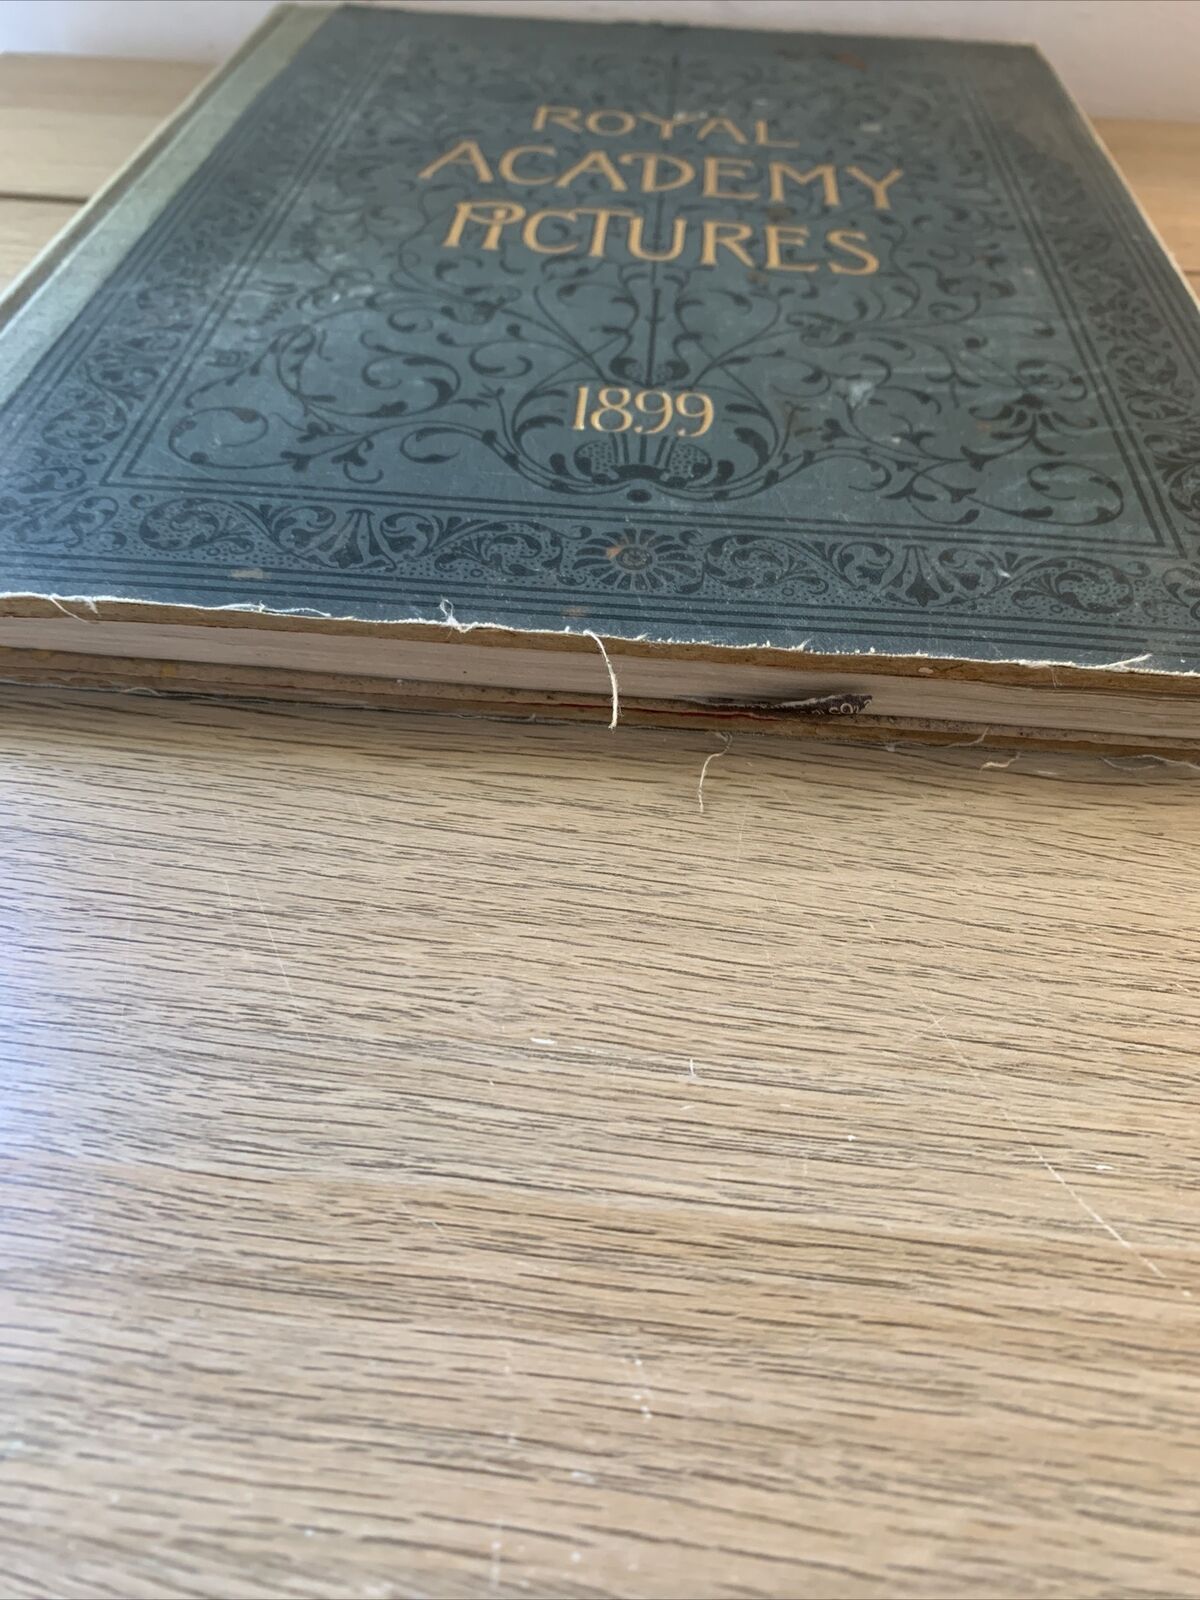 ROYAL
ACADEMY
PICTURES
1899